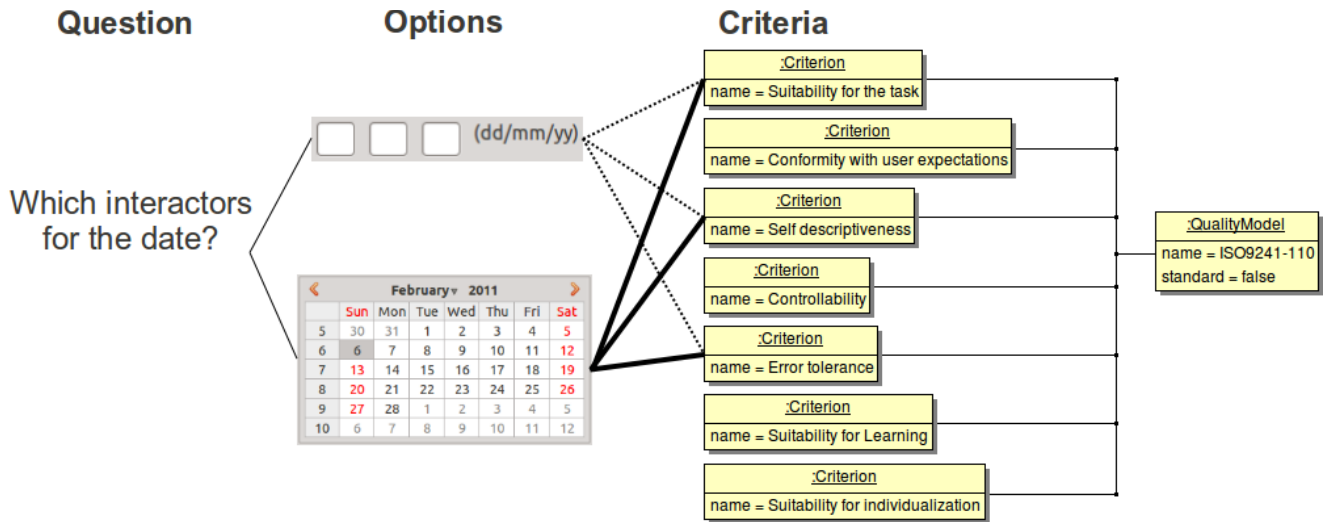 Question
Options
Criteria
Which interactors
for the date?
(dd/mm/yy)
February 2011
Sun Mon Tue Wed Thu Fri Sat
5 30 31 1 2 3 4 5
6 6 7 8 9 10 11 12
7 13 14 15 16 17 18 19
8 20 21 22 23 24 25 26
9 27 28 1 2 3 4 5
10 6 7 8 9 10 11 12
:Criterion
name = Suitability for the task
:Criterion
name = Conformity with user expectations
:Criterion
name = Self descriptiveness
:Criterion
name = Controllability
:Criterion
name = Error tolerance
:Criterion
name = Suitability for Learning
:Criterion
name = Suitability for individualization
:QualityModel
name = ISO9241-110
standard = false